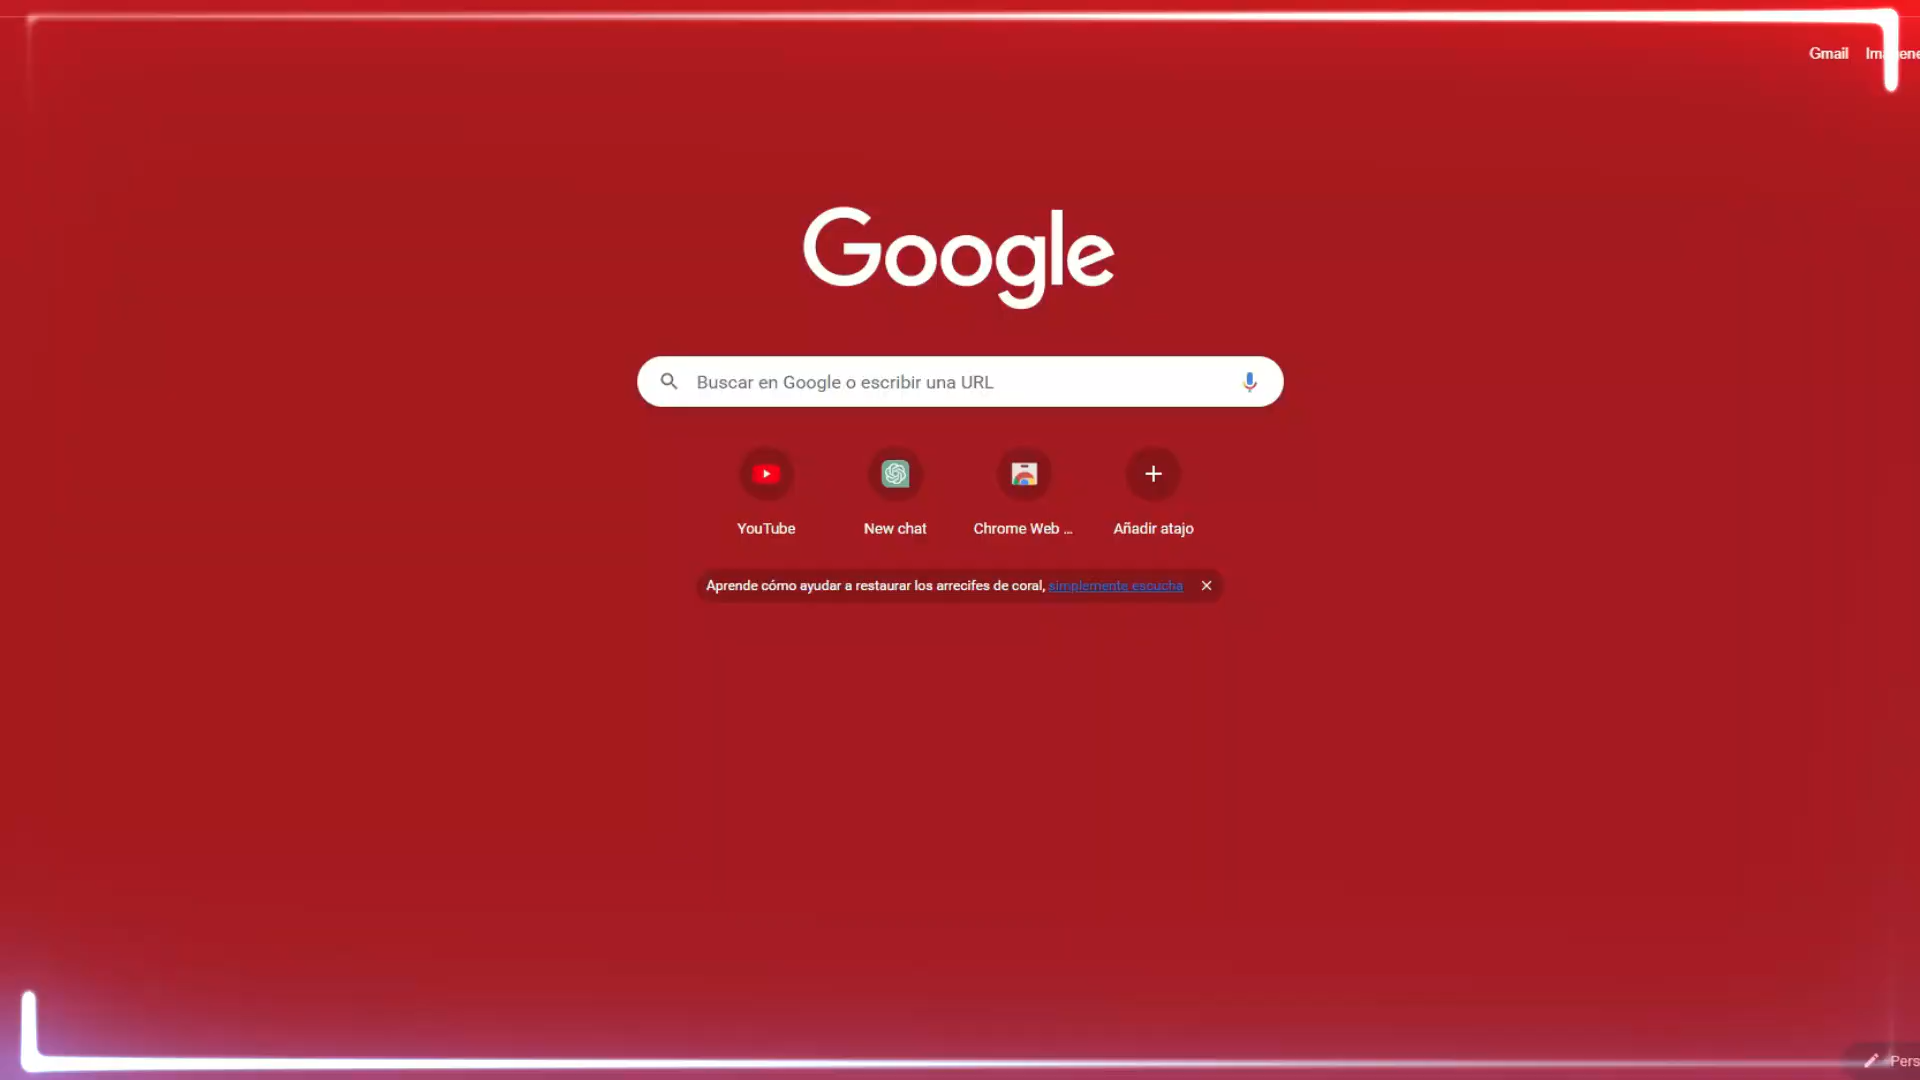 Gmail
Google
Buscar en Google o escribir una URL
YouTube
New chat
Chrome Web ...
Añadir atajo
Aprende cómo ayudar a restaurar los arrecifes de coral, simplemente escucha